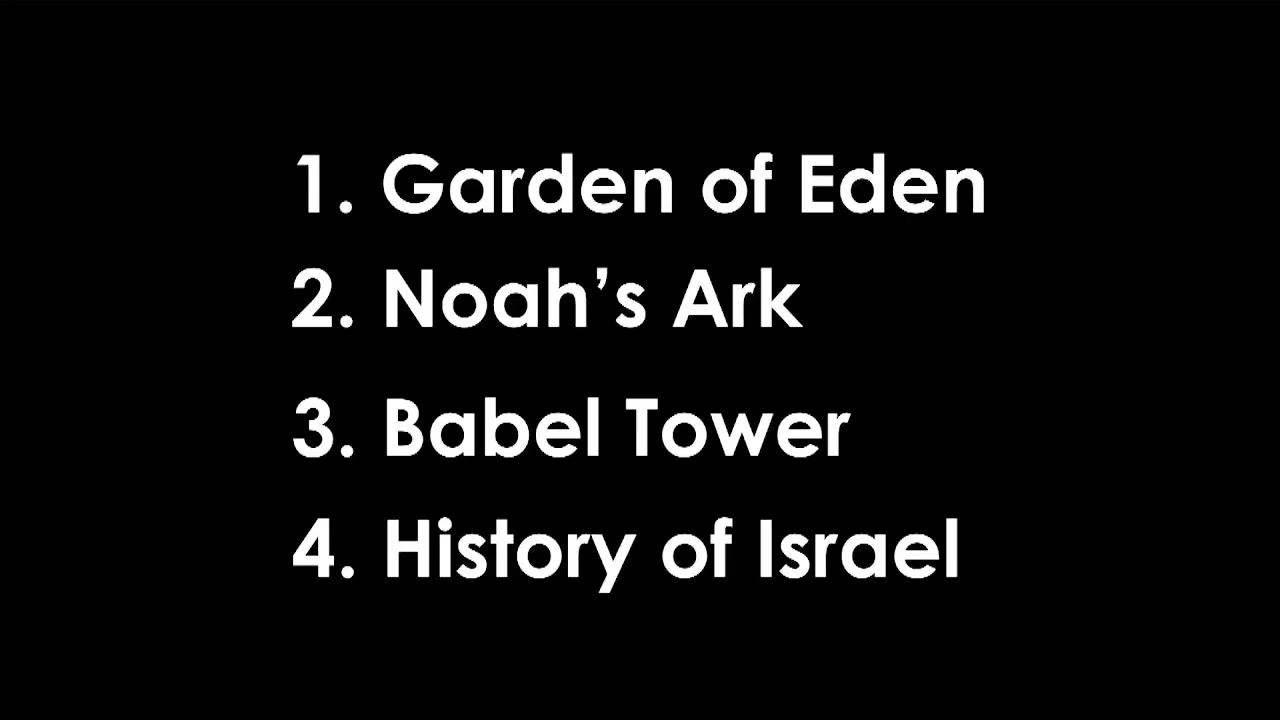 1. Garden of Eden
2. Noah’s Ark
3. Babel Tower
4. History of Israel